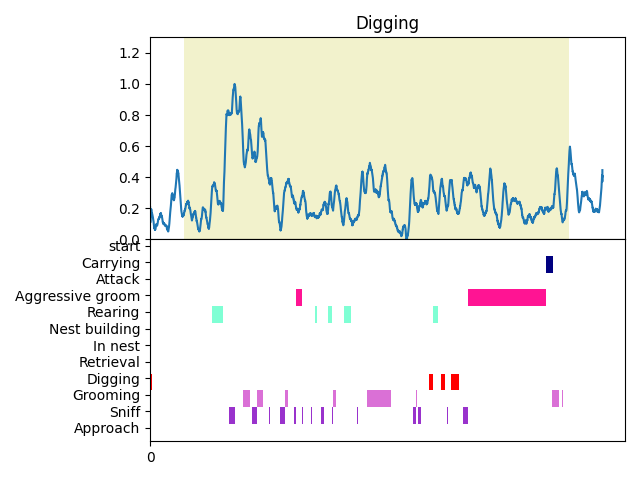 Digging
1.2
1.0
0.8
0.6
0.4
0.2
0.0
start
Carrying
Attack
Aggressive groom
Rearing
Nest building
In nest
Retrieval
Digging
Grooming
Sniff
Approach
0